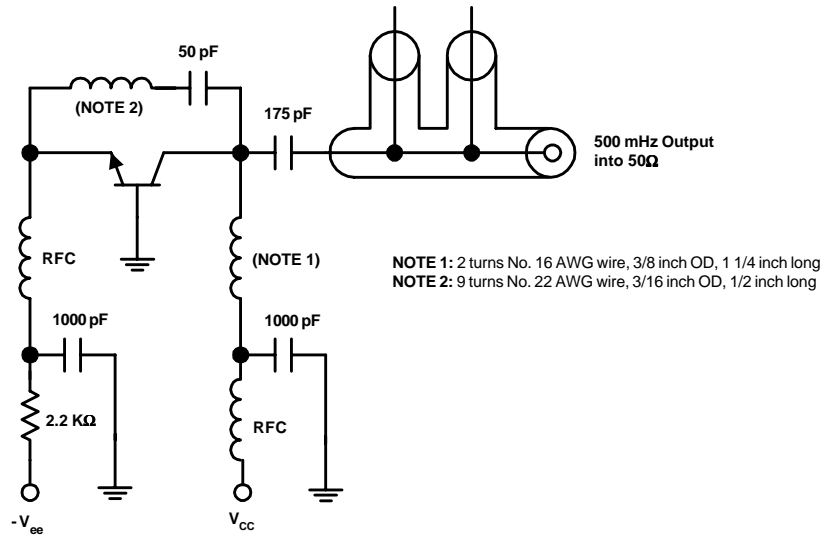 50 pF
(NOTE 2)
175 pF
500 mHz Output
into 50Ω
RFC
(NOTE 1)
NOTE 1: 2 turns No. 16 AWG wire, 3/8 inch OD, 1 1/4 inch long
NOTE 2: 9 turns No. 22 AWG wire, 3/16 inch OD, 1/2 inch long
1000 pF
1000 pF
2.2 KΩ
RFC
- Vee
VCC